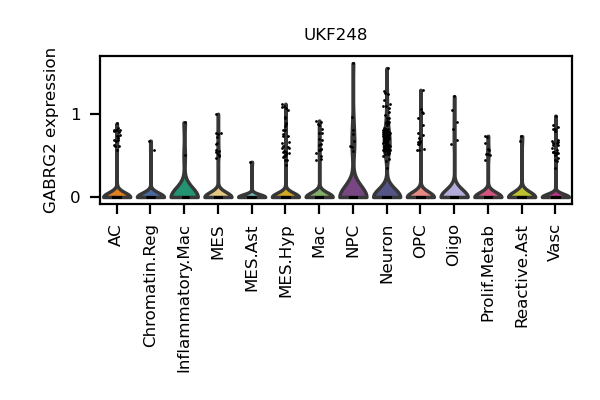 UKF248
GABRG2 expression
1
0
AC
Chromatin.Reg
Inflammatory.Mac
MES
MES.Ast
MES.Hyp
Mac
NPC
Neuron
OPC
Oligo
Prolif.Metab
Reactive.Ast
Vasc